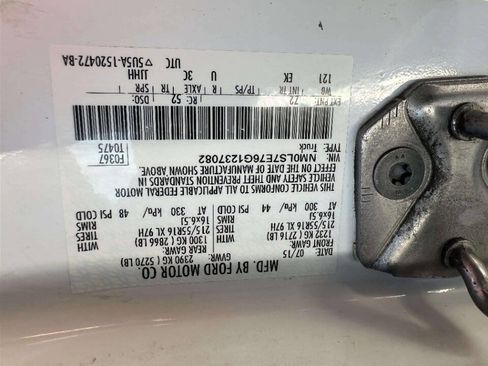 MFD. BY FORD MOTOR CO.
DATE: 07/15 GVWR: 2390 KG ( 5270 LB)
FRONT GAWR: REAR GAWR:
1232 KG ( 2716 LB) 1300 KG ( 2866 LB)
215/55R16 XL 97H TIRES 215/55R16 XL 97H
16x6.5J RIMS 16x6.5J
AT 300 kPa/ 44 PSI COLD AT 330 kPa/ 48 PSI COLD
THIS VEHICLE CONFORMS TO ALL APPLICABLE FEDERAL MOTOR
VEHICLE SAFETY AND THEFT PREVENTION STANDARDS IN
EFFECT ON THE DATE OF MANUFACTURE SHOWN ABOVE.
VIN: NM0LS7E76G1237082
TYPE: Truck
F0367
T0475
EXT PNT: Z2 RC: 52 DSO:
WB INT TR TP/PS R AXLE TR SPR
121 EK U 3C JJHH
UTC 5U5A-1520472-BA